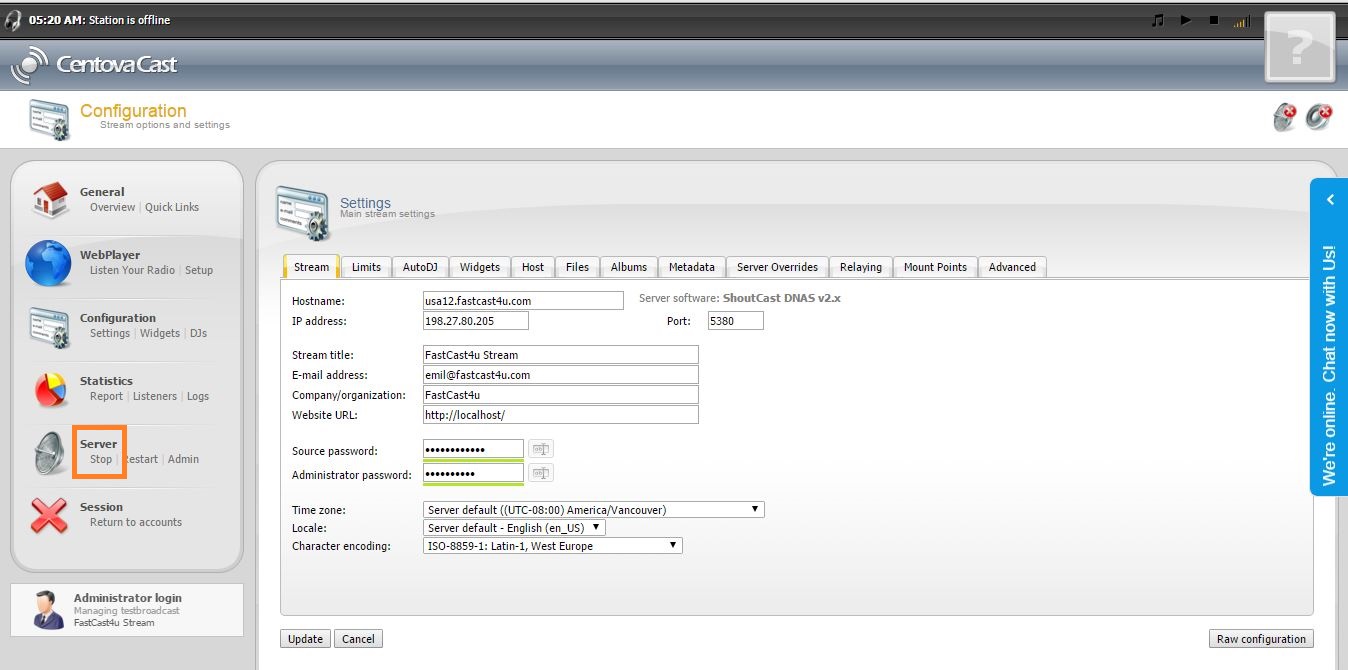 05:20 AM: Station is offline
CentovaCast
?
Configuration
Stream options and settings
General
Overview | Quick Links
WebPlayer
Listen Your Radio | Setup
Configuration
Settings | Widgets | DJs
Statistics
Report | Listeners | Logs
Server
Stop | estart | Admin
Session
Return to accounts
Administrator login
Managing testbroadcast
FastCast4u Stream
Settings
Main stream settings
Stream Limits AutoDJ Widgets Host Files Albums Metadata Server Overrides Relaying Mount Points Advanced
Hostname: usa12.fastcast4u.com Server software: ShoutCast DNAS v2.x
IP address: 198.27.80.205 Port: 5380
Stream title: FastCast4u Stream
E-mail address: emil@fastcast4u.com
Company/organization: FastCast4u
Website URL: http://localhost/
Source password: ••••••••••••
Administrator password: ••••••••••
Time zone: Server default ((UTC-08:00) America/Vancouver)
Locale: Server default - English (en_US)
Character encoding: ISO-8859-1: Latin-1, West Europe
Update Cancel Raw configuration
We're online. Chat now with Us!